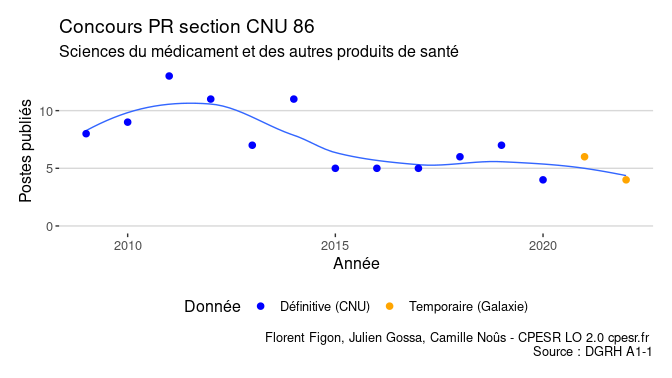 Concours PR section CNU 86
Sciences du médicament et des autres produits de santé
Postes publiés
10
5
0
2010
2015
2020
Année
Donnée
Définitive (CNU)
Temporaire (Galaxie)
Florent Figon, Julien Gossa, Camille Noûs - CPESR LO 2.0 cpesr.fr
Source : DGRH A1-1